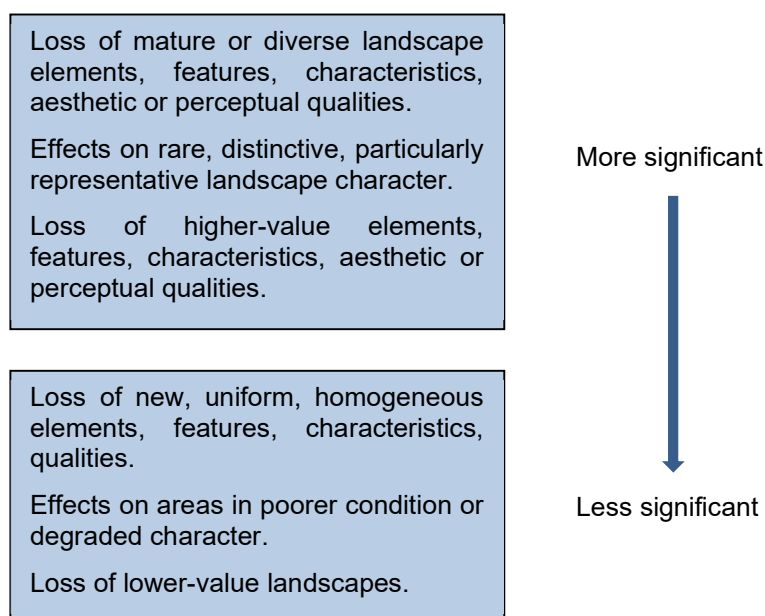 Loss of mature or diverse landscape
elements, features, characteristics,
aesthetic or perceptual qualities.
Effects on rare, distinctive, particularly
representative landscape character.
Loss of higher-value elements,
features, characteristics, aesthetic or
perceptual qualities.
More significant
Loss of new, uniform, homogeneous
elements, features, characteristics,
qualities.
Effects on areas in poorer condition or
degraded character.
Loss of lower-value landscapes.
Less significant